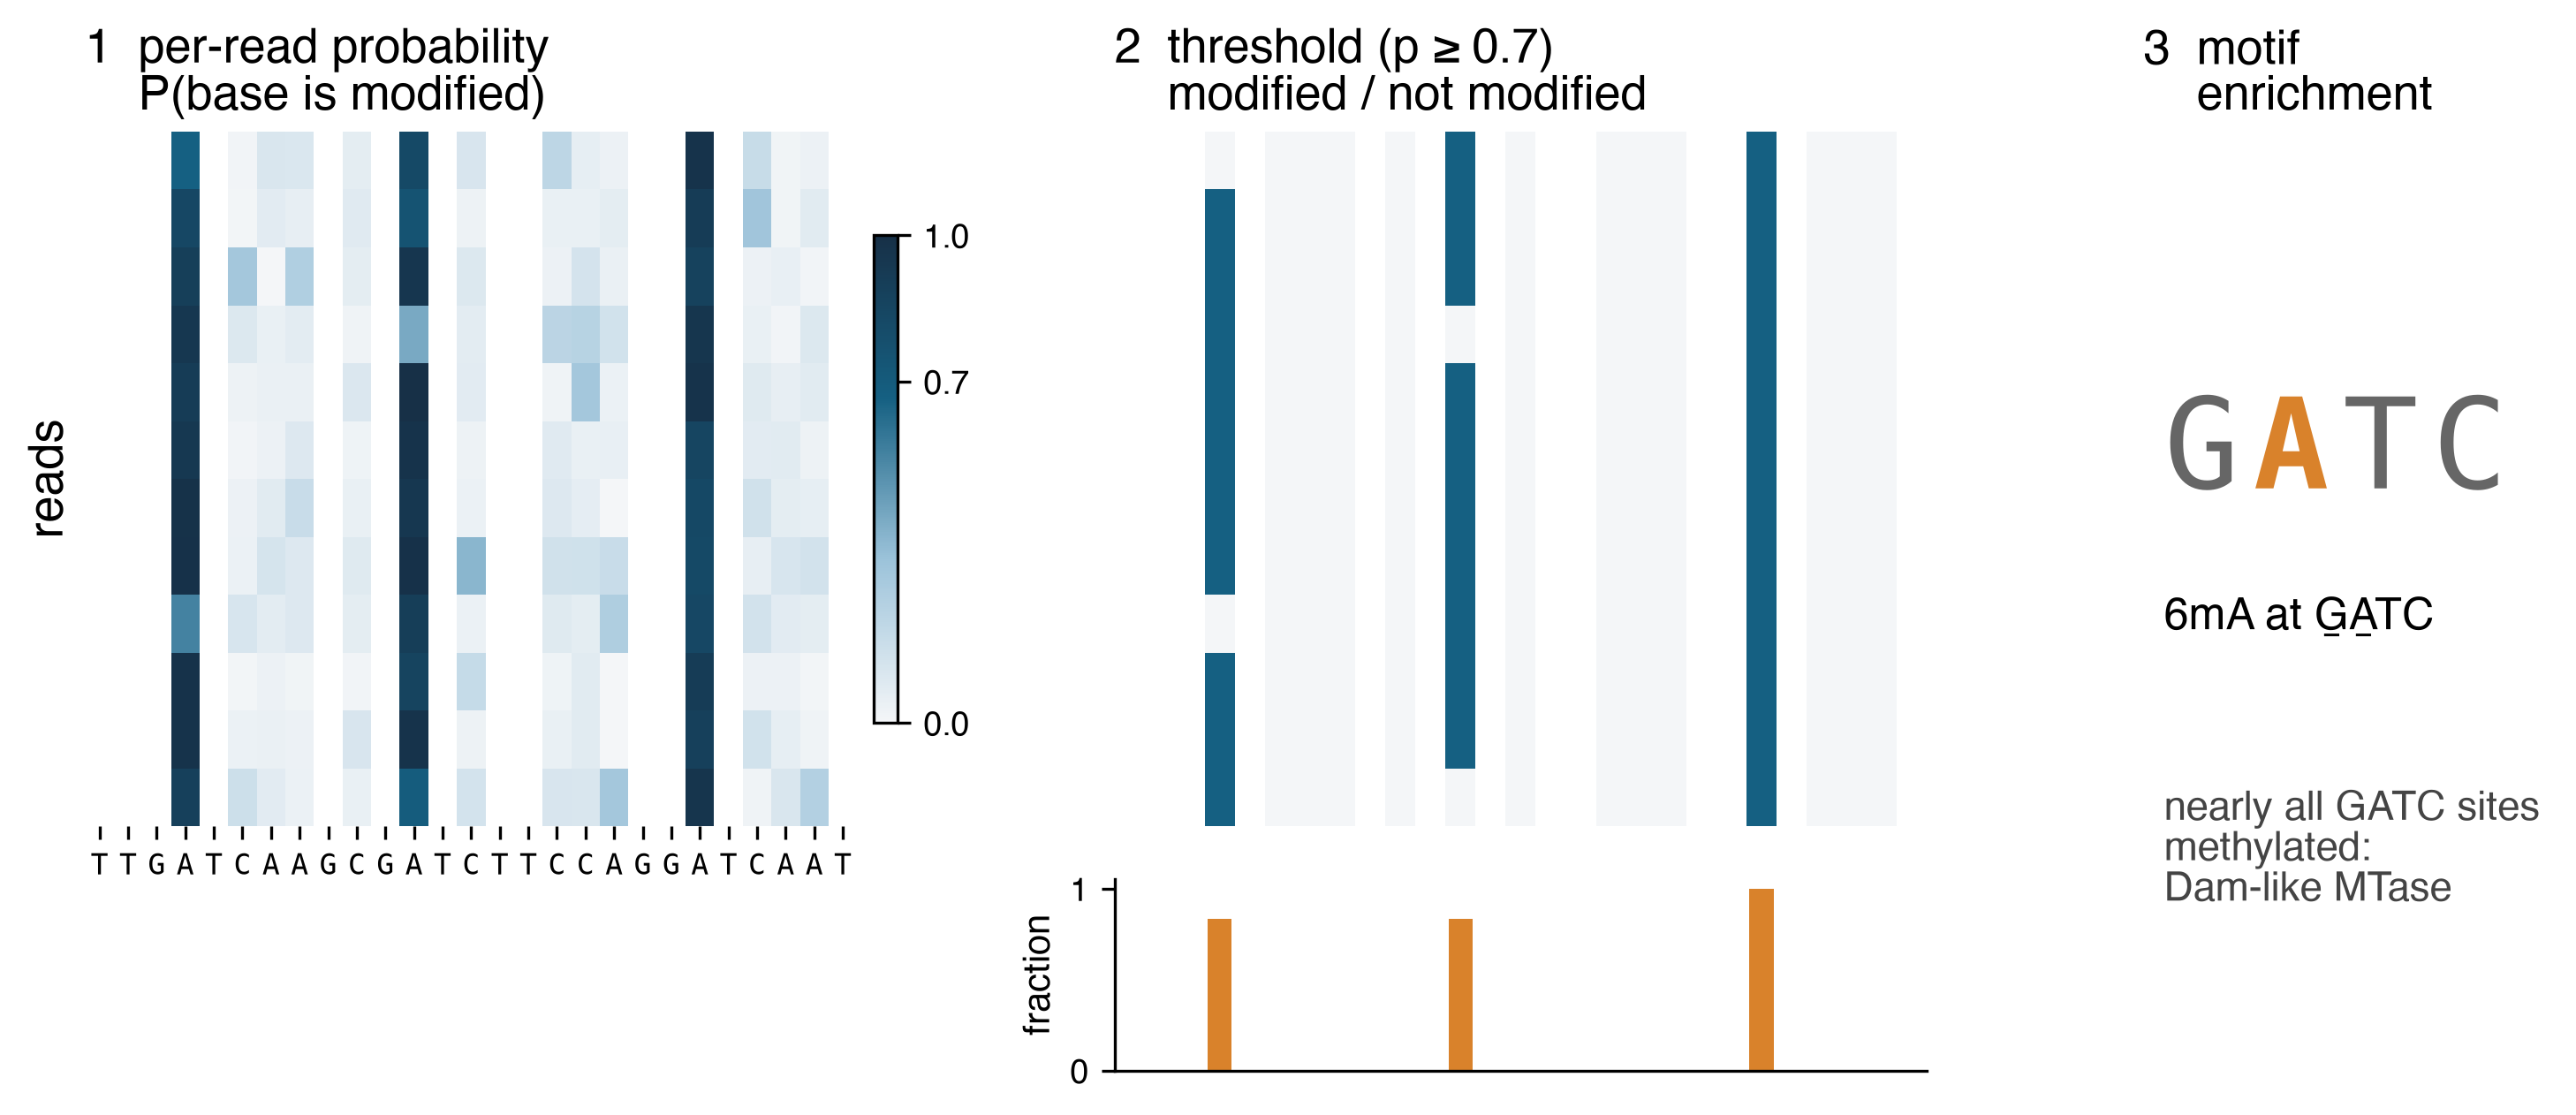 1 per-read probability
P(base is modified)
2 threshold (p ≥ 0.7)
modified / not modified
3 motif
enrichment
reads
1.0
0.7
0.0
T T G A T C A A G C G A T C T T C C A G G A T C A A T
fraction
1
0
GATC
6mA at GATC
nearly all GATC sites
methylated:
Dam-like MTase